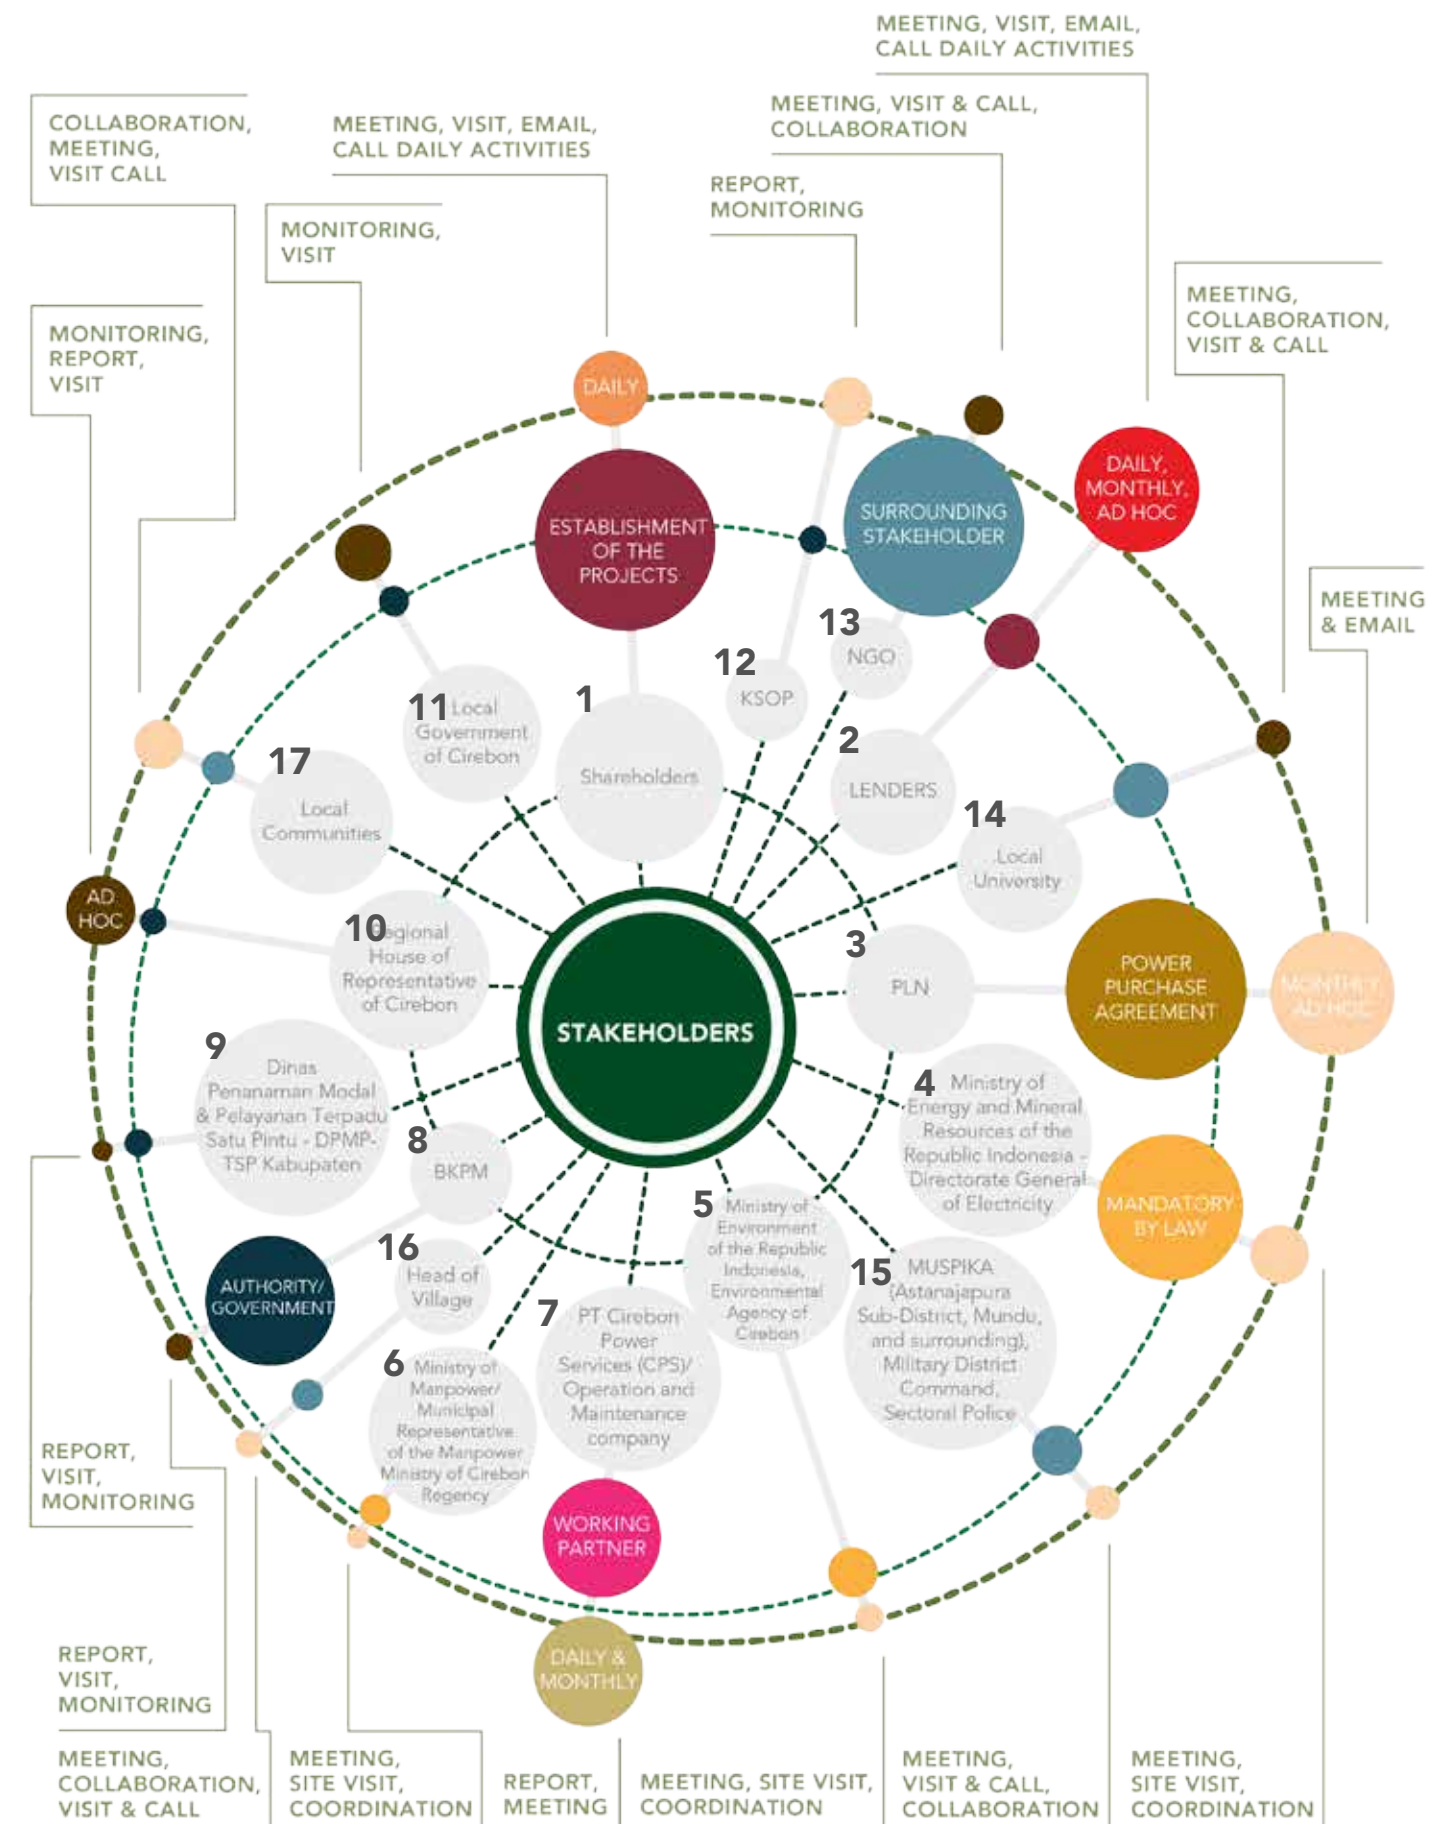 MEETING, VISIT, EMAIL,
CALL DAILY ACTIVITIES
MEETING, VISIT & CALL,
COLLABORATION
COLLABORATION,
MEETING,
VISIT CALL
MEETING, VISIT, EMAIL,
CALL DAILY ACTIVITIES
REPORT,
MONITORING
MONITORING,
VISIT
MEETING,
COLLABORATION,
VISIT & CALL
MONITORING,
REPORT,
VISIT
MEETING
& EMAIL
DAILY
DAILY,
MONTHLY,
AD HOC
ESTABLISHMENT
OF THE
PROJECTS
SURROUNDING
STAKEHOLDER
1
Shareholders
12
KSOP
13
NGO
2
LENDERS
14
Local
University
11
Local
Government
of Cirebon
17
Local
Communities
AD
HOC
10
Regional
House of
Representative
of Cirebon
3
PLN
POWER
PURCHASE
AGREEMENT
MONTHLY,
AD HOC
STAKEHOLDERS
9
Dinas
Penanaman Modal
& Pelayanan Terpadu
Satu Pintu - DPMP-
TSP Kabupaten
4
Ministry of
Energy and Mineral
Resources of the
Republic Indonesia -
Directorate General
of Electricity
MANDATORY
BY LAW
8
BKPM
5
Ministry of
Environment
of the Republic
Indonesia,
Environmental
Agency of
Cirebon
15
MUSPIKA
(Astanajapura
Sub-District, Mundu,
and surrounding),
Military District
Command,
Sectoral Police
AUTHORITY/
GOVERNMENT
16
Head of
Village
6
Ministry of
Manpower/
Municipal
Representative
of the Manpower
Ministry of Cirebon
Regency
7
PT Cirebon
Power
Services (CPS)/
Operation and
Maintenance
company
WORKING
PARTNER
DAILY &
MONTHLY
REPORT,
VISIT,
MONITORING
REPORT,
VISIT,
MONITORING
MEETING,
COLLABORATION,
VISIT & CALL
MEETING,
SITE VISIT,
COORDINATION
REPORT,
MEETING
MEETING, SITE VISIT,
COORDINATION
MEETING,
VISIT & CALL,
COLLABORATION
MEETING,
SITE VISIT,
COORDINATION